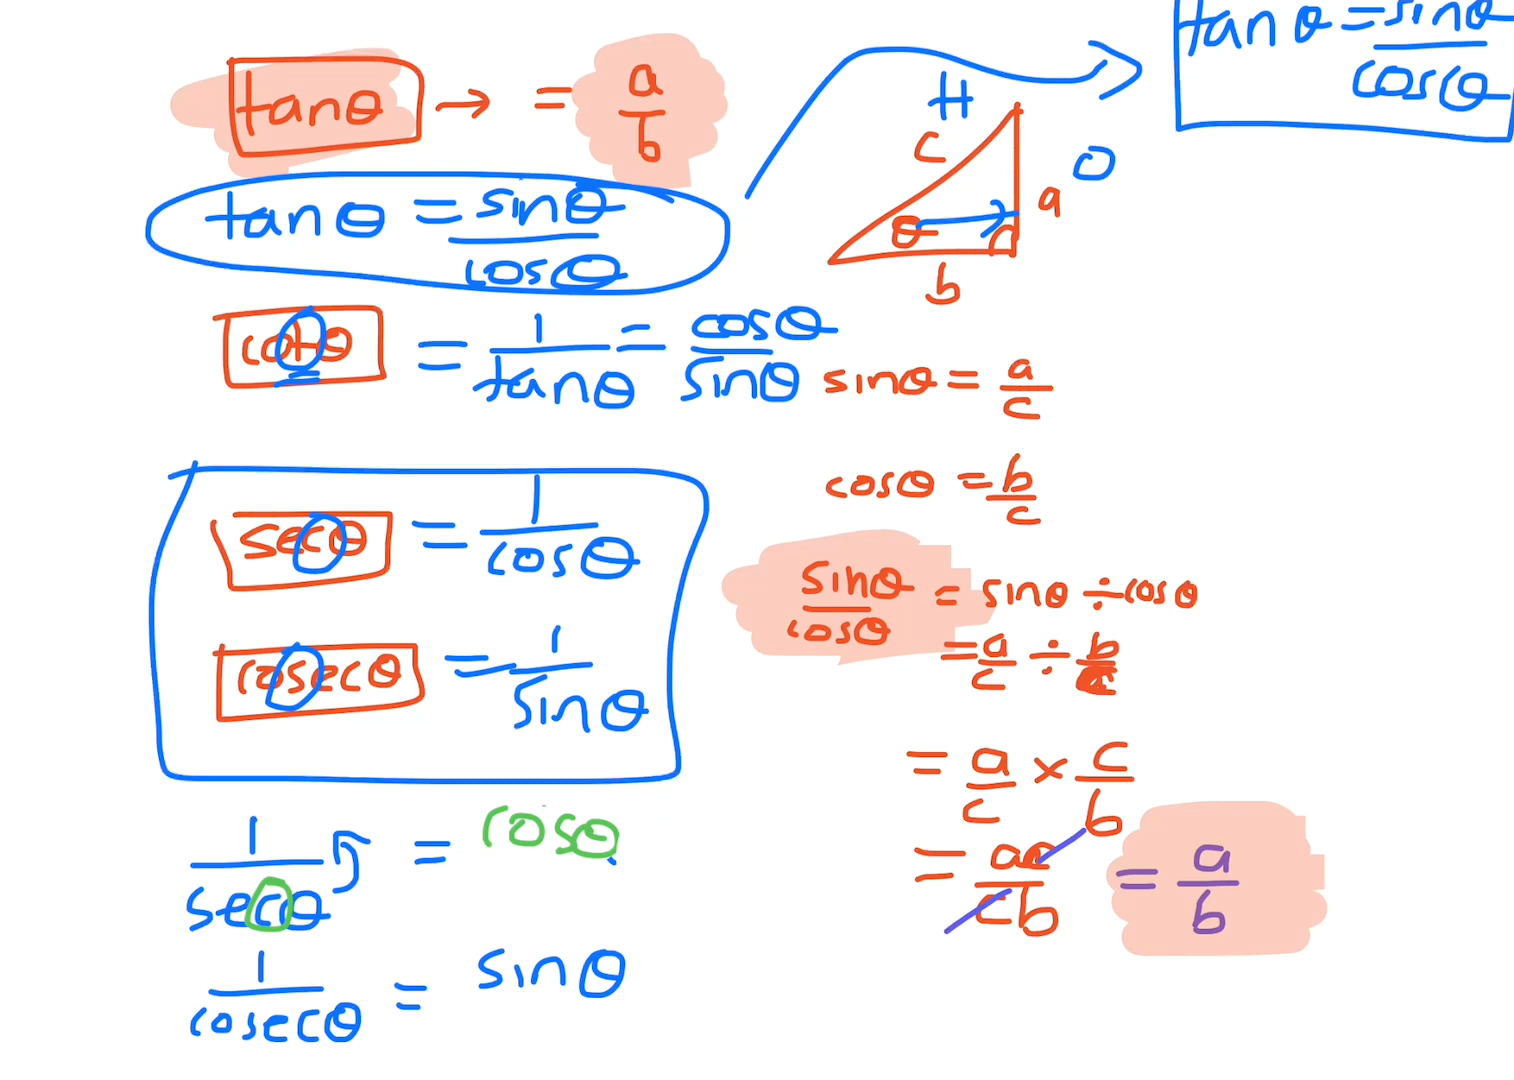 tanθ → = a/b
tanθ = sinθ/cosθ
cotθ = 1/tanθ = cosθ/sinθ
secθ = 1/cosθ
cosecθ = 1/sinθ
1/secθ = cosθ
1/cosecθ = sinθ
tanθ = sinθ/cosθ
H
c
O
a
θ
b
sinθ = a/c
cosθ = b/c
sinθ/cosθ = sinθ ÷ cosθ
= a/c ÷ b/c
= a/c × c/b
= ac/cb = a/b